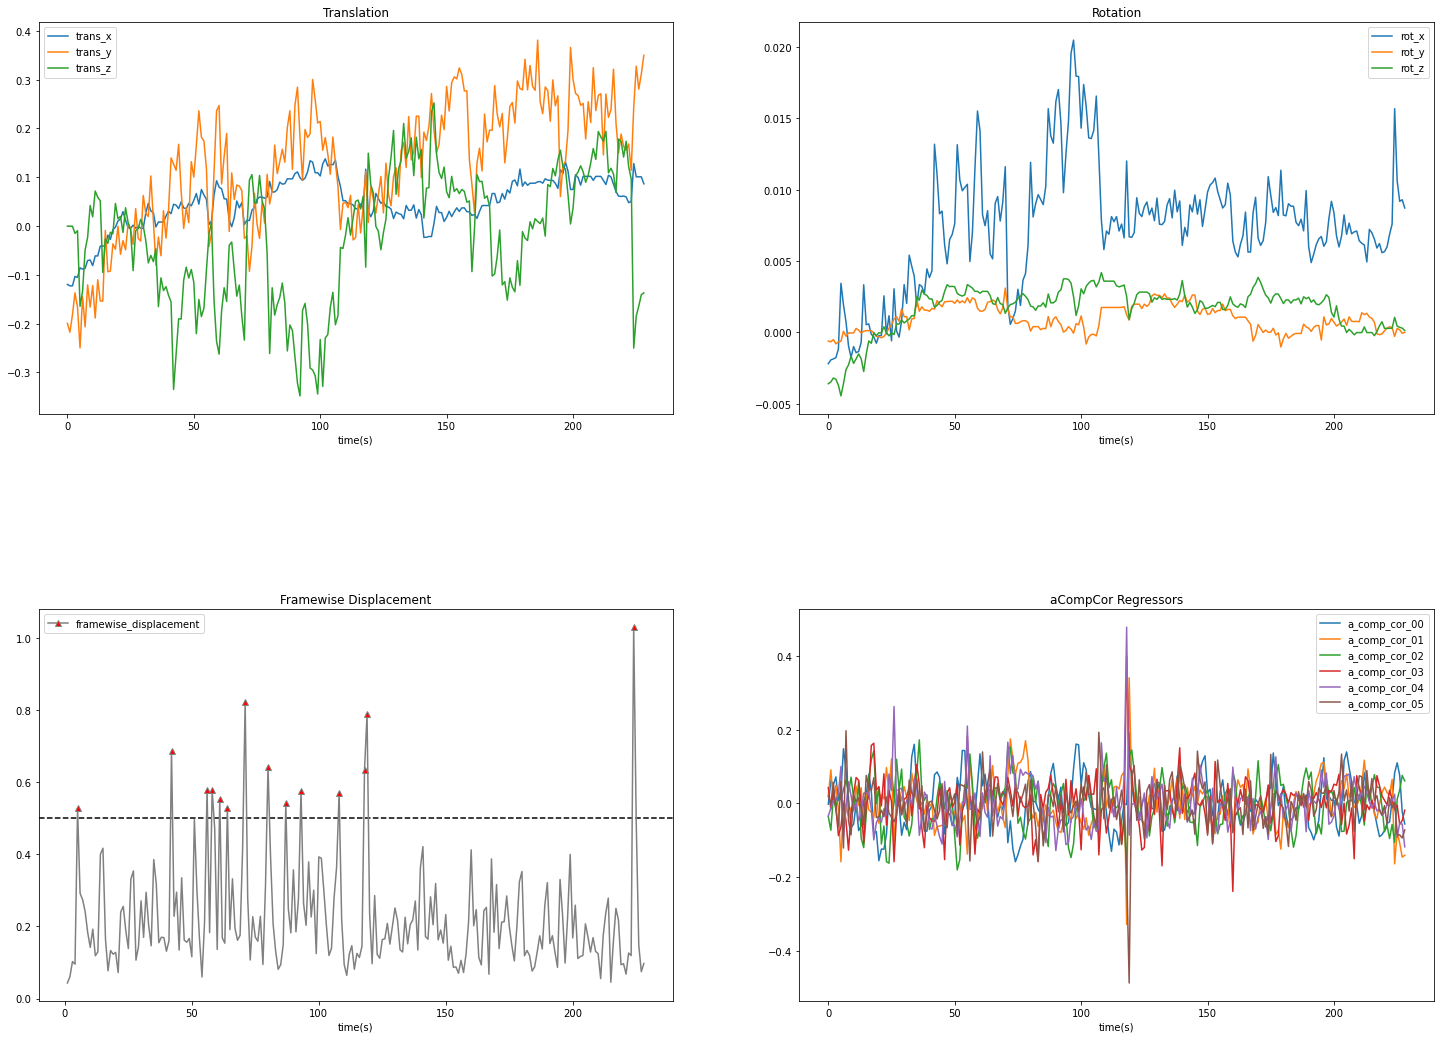 Translation
trans_x
trans_y
trans_z
0.4
0.3
0.2
0.1
0.0
−0.1
−0.2
−0.3
0
50
100
150
200
time(s)
Rotation
rot_x
rot_y
rot_z
0.020
0.015
0.010
0.005
0.000
−0.005
0
50
100
150
200
time(s)
Framewise Displacement
framewise_displacement
1.0
0.8
0.6
0.4
0.2
0.0
0
50
100
150
200
time(s)
aCompCor Regressors
a_comp_cor_00
a_comp_cor_01
a_comp_cor_02
a_comp_cor_03
a_comp_cor_04
a_comp_cor_05
0.4
0.2
0.0
−0.2
−0.4
0
50
100
150
200
time(s)